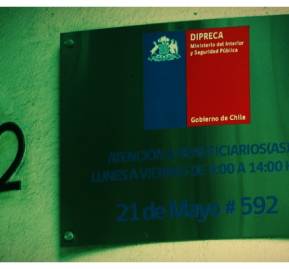 DIPRECA
Ministerio del Interior
y Seguridad Pública
Gobierno de Chile
2
ATENCIÓN A BENEFICIARIOS(AS)
LUNES A VIERNES DE 9:00 A 14:00
21 de Mayo # 592